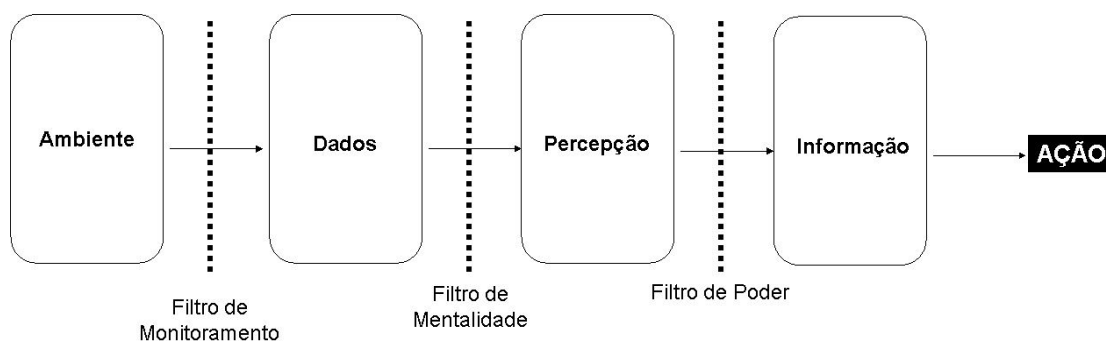 Ambiente
Dados
Percepção
Informação
AÇÃO
Filtro de
Monitoramento
Filtro de
Mentalidade
Filtro de Poder